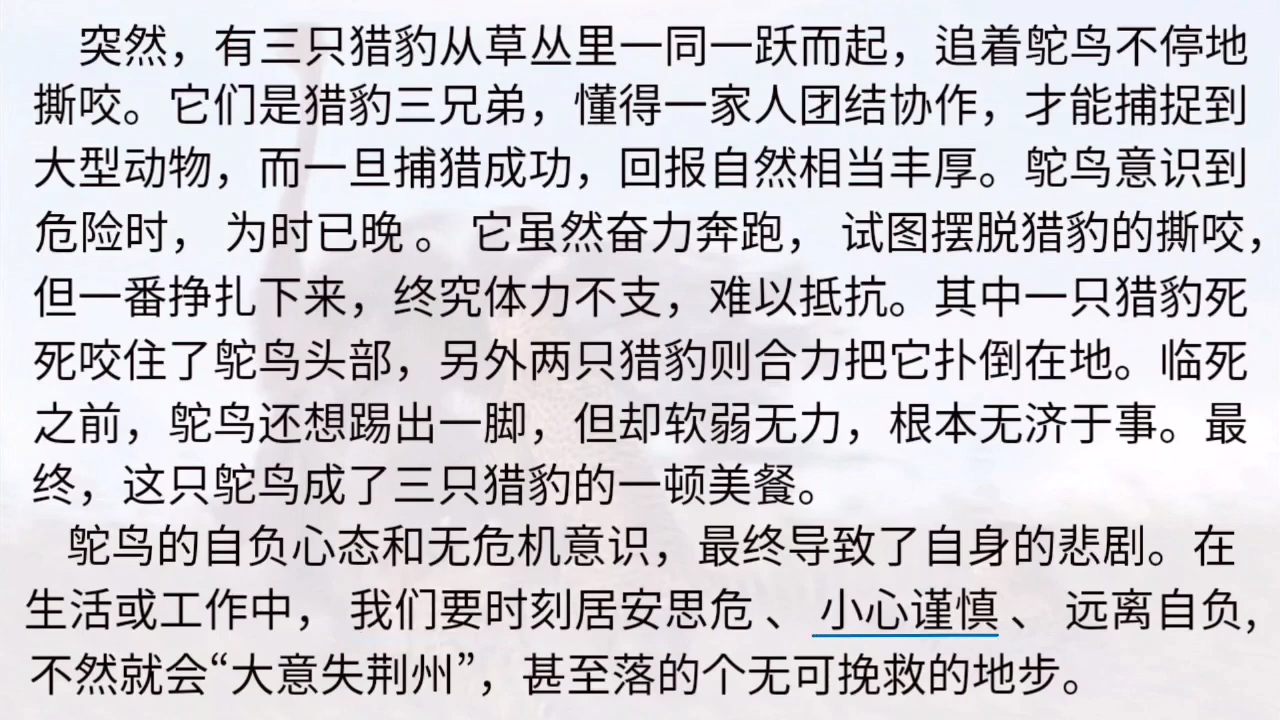 突然，有三只猎豹从草丛里一同一跃而起，追着鸵鸟不停地
撕咬。它们是猎豹三兄弟，懂得一家人团结协作，才能捕捉到
大型动物，而一旦捕猎成功，回报自然相当丰厚。鸵鸟意识到
危险时， 为时已晚 。 它虽然奋力奔跑， 试图摆脱猎豹的撕咬，
但一番挣扎下来，终究体力不支，难以抵抗。其中一只猎豹死
死咬住了鸵鸟头部，另外两只猎豹则合力把它扑倒在地。临死
之前，鸵鸟还想踢出一脚，但却软弱无力，根本无济于事。最
终，这只鸵鸟成了三只猎豹的一顿美餐。
鸵鸟的自负心态和无危机意识，最终导致了自身的悲剧。在
生活或工作中， 我们要时刻居安思危 、 小心谨慎 、 远离自负，
不然就会“大意失荆州”，甚至落的个无可挽救的地步。